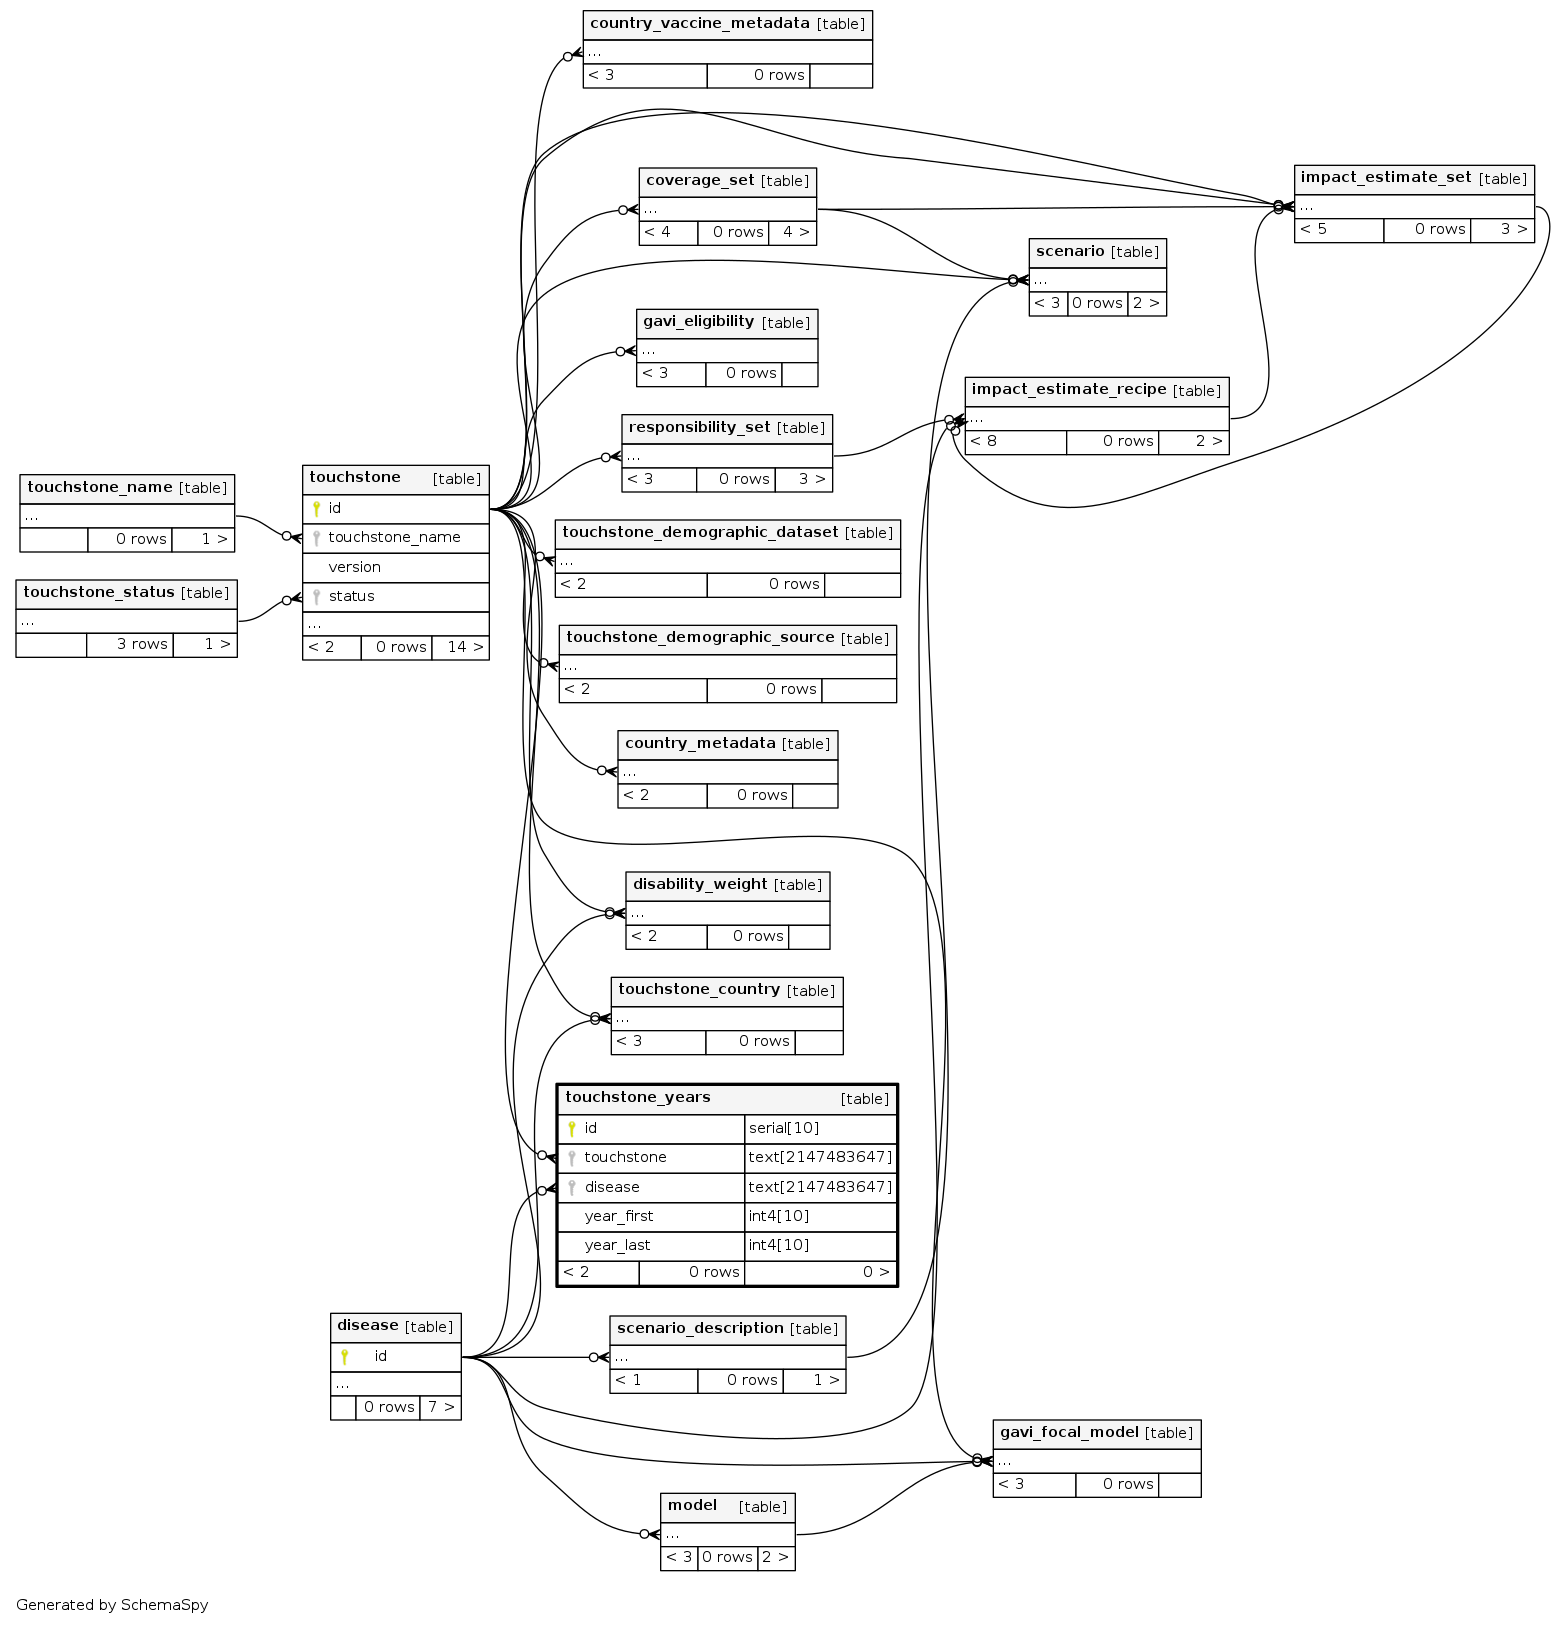 country_vaccine_metadata [table]
...
< 3 0 rows
coverage_set [table]
...
< 4 0 rows 4 >
impact_estimate_set [table]
...
< 5 0 rows 3 >
scenario [table]
...
< 3 0 rows 2 >
gavi_eligibility [table]
...
< 3 0 rows
impact_estimate_recipe [table]
...
< 8 0 rows 2 >
responsibility_set [table]
...
< 3 0 rows 3 >
touchstone_name [table]
...
0 rows 1 >
touchstone [table]
id
touchstone_name
version
status
...
< 2 0 rows 14 >
touchstone_status [table]
...
3 rows 1 >
touchstone_demographic_dataset [table]
...
< 2 0 rows
touchstone_demographic_source [table]
...
< 2 0 rows
country_metadata [table]
...
< 2 0 rows
disability_weight [table]
...
< 2 0 rows
touchstone_country [table]
...
< 3 0 rows
touchstone_years [table]
id serial[10]
touchstone text[2147483647]
disease text[2147483647]
year_first int4[10]
year_last int4[10]
< 2 0 rows 0 >
disease [table]
id
...
0 rows 7 >
scenario_description [table]
...
< 1 0 rows 1 >
gavi_focal_model [table]
...
< 3 0 rows
model [table]
...
< 3 0 rows 2 >
Generated by SchemaSpy